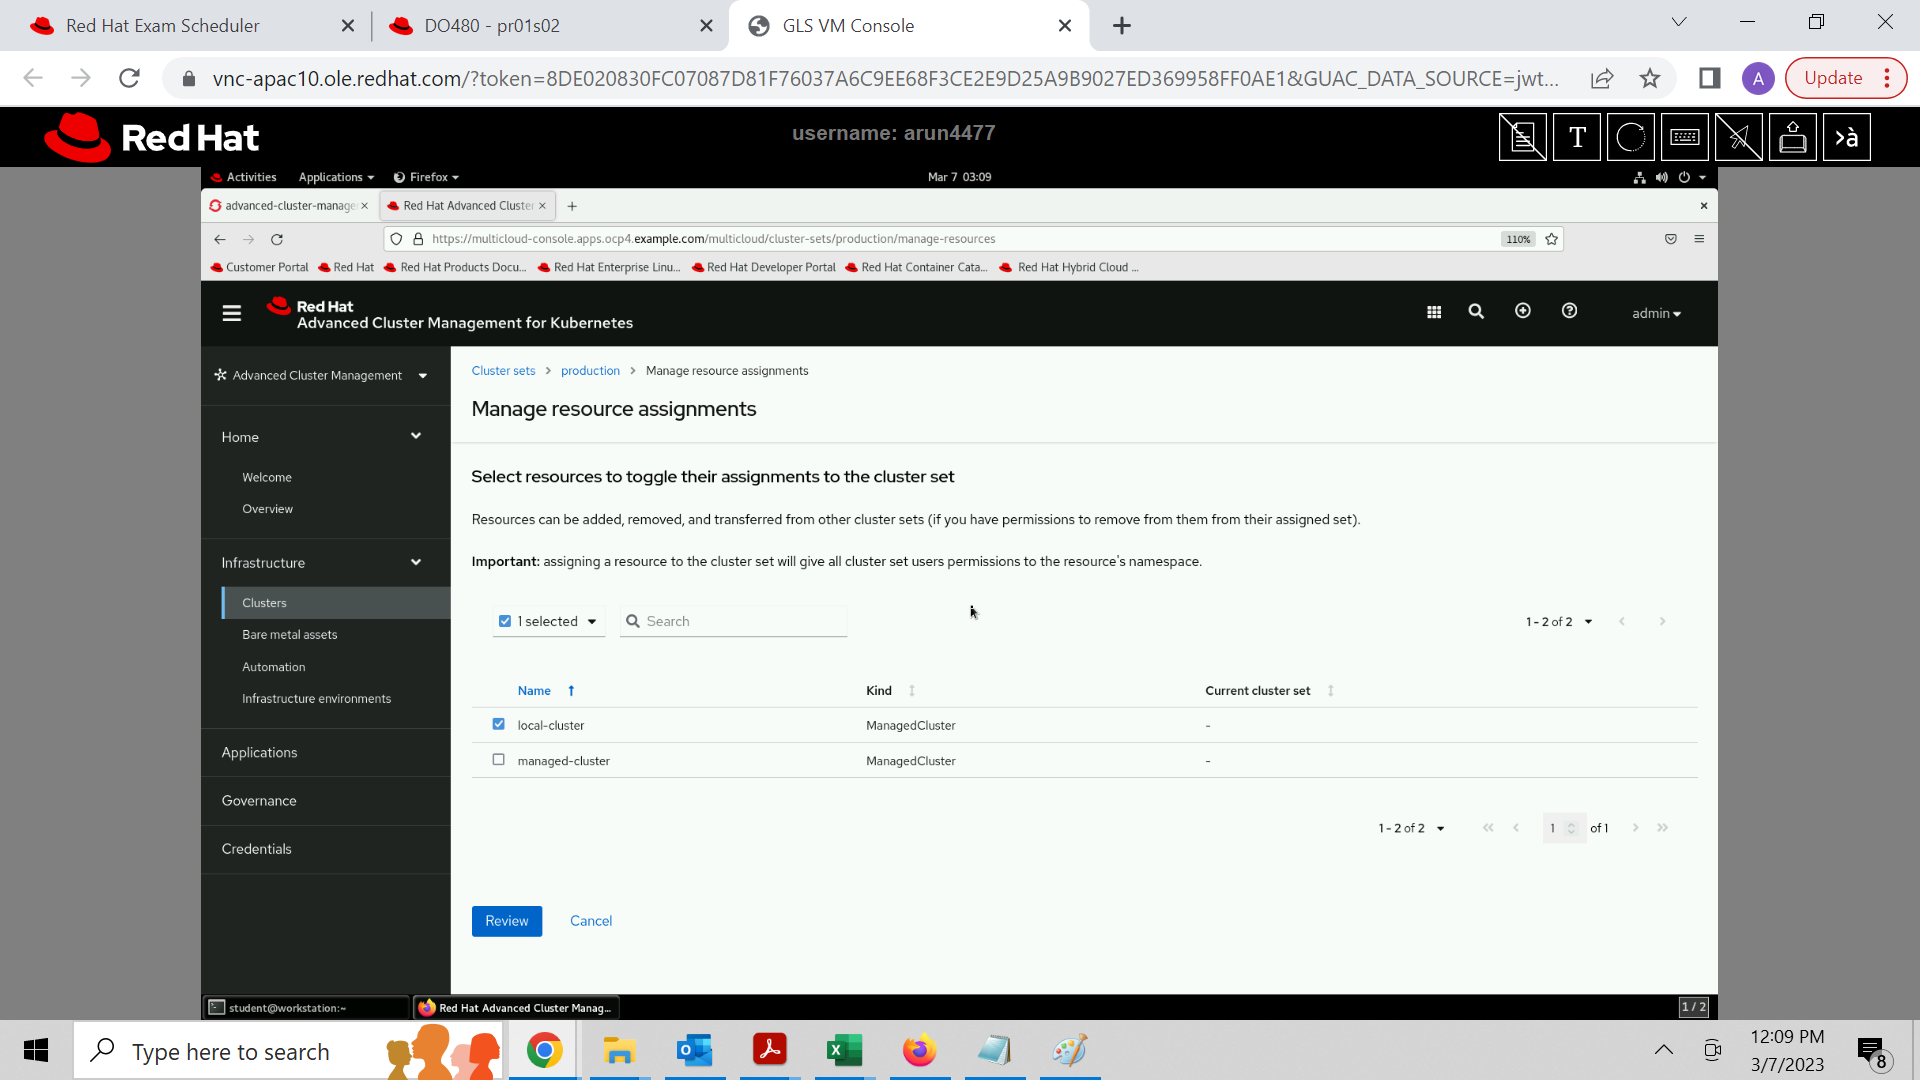 Red Hat Exam Scheduler
DO480 - pr01s02
GLS VM Console
vnc-apac10.ole.redhat.com/?token=8DE020830FC07087D81F76037A6C9EE68F3CE2E9D25A9B9027ED369958FF0AE1&GUAC_DATA_SOURCE=jwt...
A
Update
Red Hat
username: arun4477
T
›à
Activities
Applications
Firefox
Mar 7 03:09
advanced-cluster-manage
Red Hat Advanced Cluster
https://multicloud-console.apps.ocp4.example.com/multicloud/cluster-sets/production/manage-resources
110%
Customer Portal
Red Hat
Red Hat Products Docu...
Red Hat Enterprise Linu...
Red Hat Developer Portal
Red Hat Container Cata...
Red Hat Hybrid Cloud ...
Red Hat
Advanced Cluster Management for Kubernetes
admin
Advanced Cluster Management
Home
Welcome
Overview
Infrastructure
Clusters
Bare metal assets
Automation
Infrastructure environments
Applications
Governance
Credentials
Cluster sets > production > Manage resource assignments
Manage resource assignments
Select resources to toggle their assignments to the cluster set
Resources can be added, removed, and transferred from other cluster sets (if you have permissions to remove from them from their assigned set).
Important: assigning a resource to the cluster set will give all cluster set users permissions to the resource's namespace.
1 selected
Search
1 - 2 of 2
Name
Kind
Current cluster set
local-cluster
ManagedCluster
-
managed-cluster
ManagedCluster
-
1 - 2 of 2
1
of 1
Review
Cancel
student@workstation:~
Red Hat Advanced Cluster Manag...
1 / 2
Type here to search
12:09 PM
3/7/2023
8